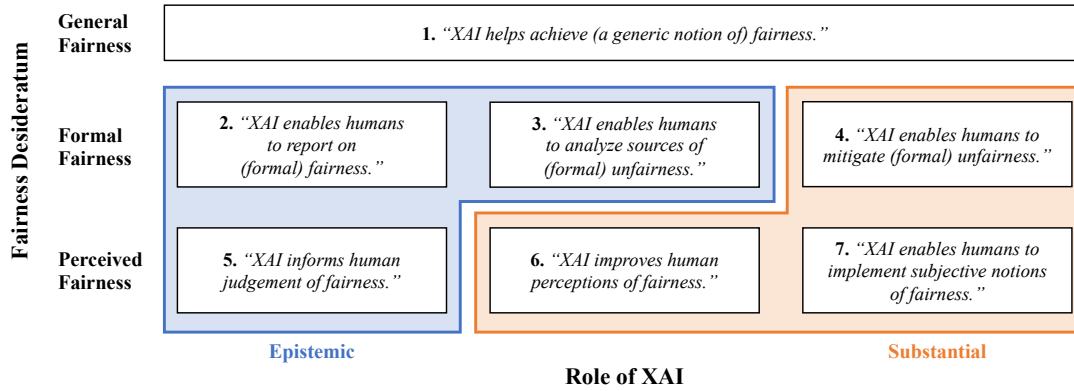 General
Fairness
1. “XAI helps achieve (a generic notion of) fairness.”
Fairness Desideratum
Formal
Fairness
2. “XAI enables humans
to report on
(formal) fairness.”
3. “XAI enables humans
to analyze sources of
(formal) unfairness.”
4. “XAI enables humans to
mitigate (formal) unfairness.”
Perceived
Fairness
5. “XAI informs human
judgement of fairness.”
6. “XAI improves human
perceptions of fairness.”
7. “XAI enables humans to
implement subjective notions
of fairness.”
Epistemic
Substantial
Role of XAI